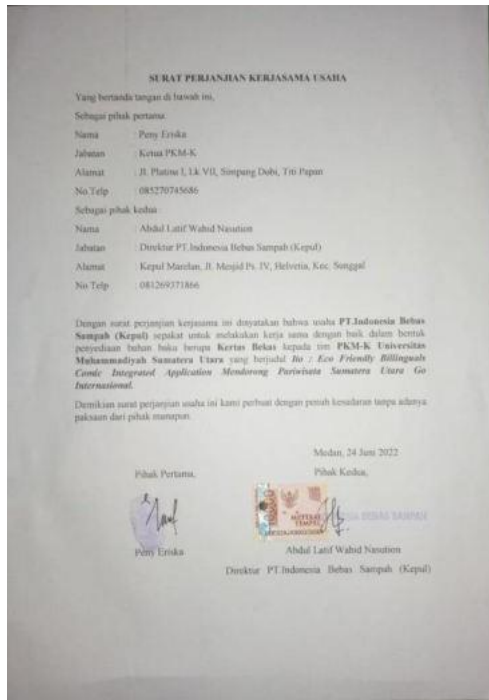 SURAT PERJANJIAN KERJASAMA USAHA
Yang bertanda tangan di bawah ini,
Sebagai pihak pertama:
Nama : Peny Eriska
Jabatan : Ketua PKM-K
Alamat : Jl. Platina I, Lk VII, Simpang Dobi, Titi Papan
No Telp : 085270745686
Sebagai pihak kedua:
Nama : Abdul Latif Wahid Nasution
Jabatan : Direktur PT.Indonesia Bebas Sampah (Kepul)
Alamat : Kepul Mandan, Jl. Mesjid Ps. IV, Helvetia, Kec. Sunggal
No Telp : 081269371866
Dengan surat perjanjian kerjasama ini dinyatakan bahwa usaha PT.Indonesia Bebas
Sampah (Kepul) sepakat untuk melakukan kerja sama dengan baik dalam bentuk
penyediaan bahan baku berupa Kertas Bekas kepada tim PKM-K Universitas
Muhammadiyah Sumatera Utara yang berjudul Bo : Eco Friendly Billinguals
Comic Integrated Application Mendorong Pariwisata Sumatera Utara Go
Internasional.
Demikian surat perjanjian usaha ini kami perbuat dengan penuh kesadaran tanpa adanya
paksaan dari pihak manapun.
Medan, 24 Juni 2022
Pihak Pertama, Pihak Kedua,
METERAI
TEMPEL
BEBAS SAMPAH
Peny Eriska Abdul Latif Wahid Nasution
Direktur PT.Indonesia Bebas Sampah (Kepul)